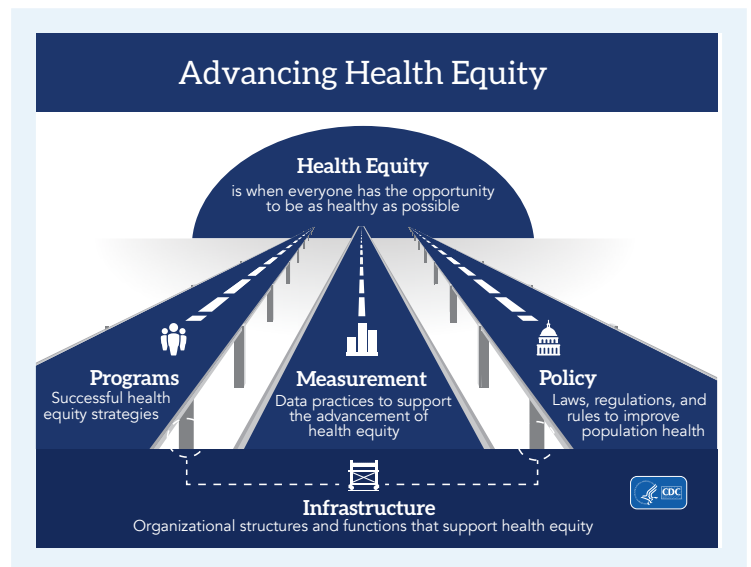 Advancing Health Equity
Health Equity
is when everyone has the opportunity
to be as healthy as possible
Programs
Successful health
equity strategies
Measurement
Data practices to support
the advancement of
health equity
Policy
Laws, regulations, and
rules to improve
population health
Infrastructure
Organizational structures and functions that support health equity
CDC